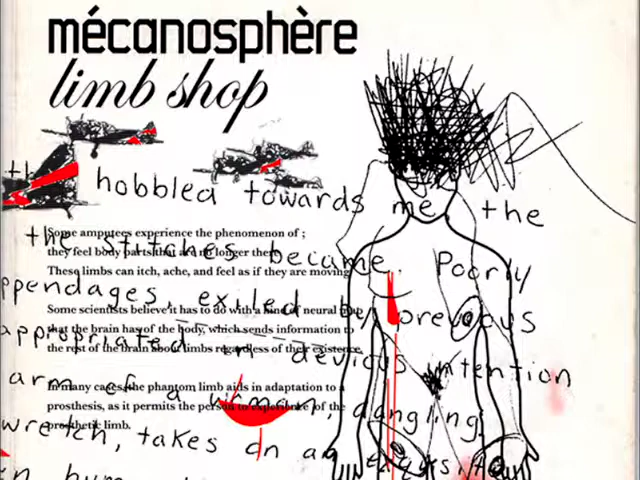 mécanosphère
limb shop
hobbled towards me the
Some amputees experience the phenomenon of ;
the stitches became Poorly
they feel body parts that are no longer the
These limbs can itch, ache, and feel as if they are moving
ppendages, exiled by previous
Some scientists believe it has to do with a kind of neural map
that the brain has of the body, which sends information to
appropriated in devious intention
the rest of the brain about limbs regardless of their existence
arm of a
In many cases the phantom limb aids in adaptation to a
prosthesis, as it permits the person to experience of the
dangling
prosthetic limb.
wretch, takes on an